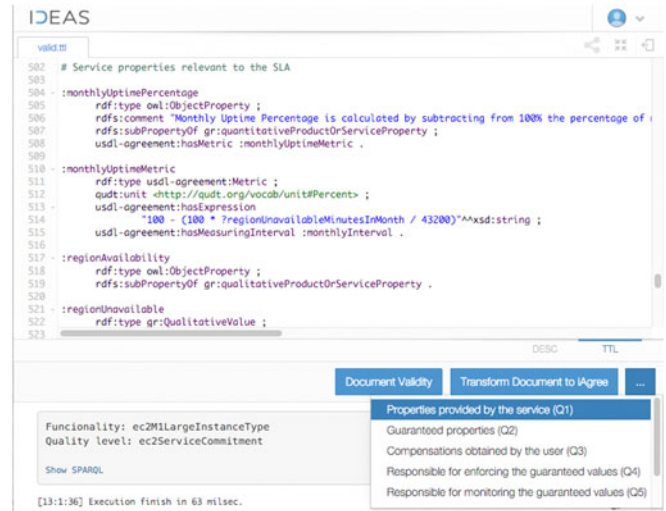 IDEAS
valid.ttl
502 # Service properties relevant to the SLA
503
504 - :monthlyUptimePercentage
505 rdf:type owl:ObjectProperty ;
506 rdfs:comment "Monthly Uptime Percentage is calculated by subtracting from 100% the percentage of
507 rdfs:subPropertyOf gr:quantitativeProductOrServiceProperty ;
508 usdl-agreement:hasMetric :monthlyUptimeMetric .
509
510 - :monthlyUptimeMetric
511 rdf:type usdl-agreement:Metric ;
512 qudt:unit <http://qudt.org/vocab/unit#Percent> ;
513 - usdl-agreement:hasExpression
514 "100 - (100 * ?regionUnavailableMinutesInMonth / 43200)"^^xsd:string ;
515 usdl-agreement:hasMeasuringInterval :monthlyInterval .
516
517 - :regionAvailability
518 rdf:type owl:ObjectProperty ;
519 rdfs:subPropertyOf gr:qualitativeProductOrServiceProperty .
520
521 - :regionUnavailable
522 rdf:type gr:QualitativeValue ;
523
DESC TTL
Document Validity Transform Document to iAgree ...
Properties provided by the service (Q1)
Guaranteed properties (Q2)
Compensations obtained by the user (Q3)
Responsible for enforcing the guaranteed values (Q4)
Responsible for monitoring the guaranteed values (Q5)
Funcionality: ec2M1LargeInstanceType
Quality level: ec2ServiceCommitment
Show SPARQL
[13:1:36] Execution finish in 63 milsec.